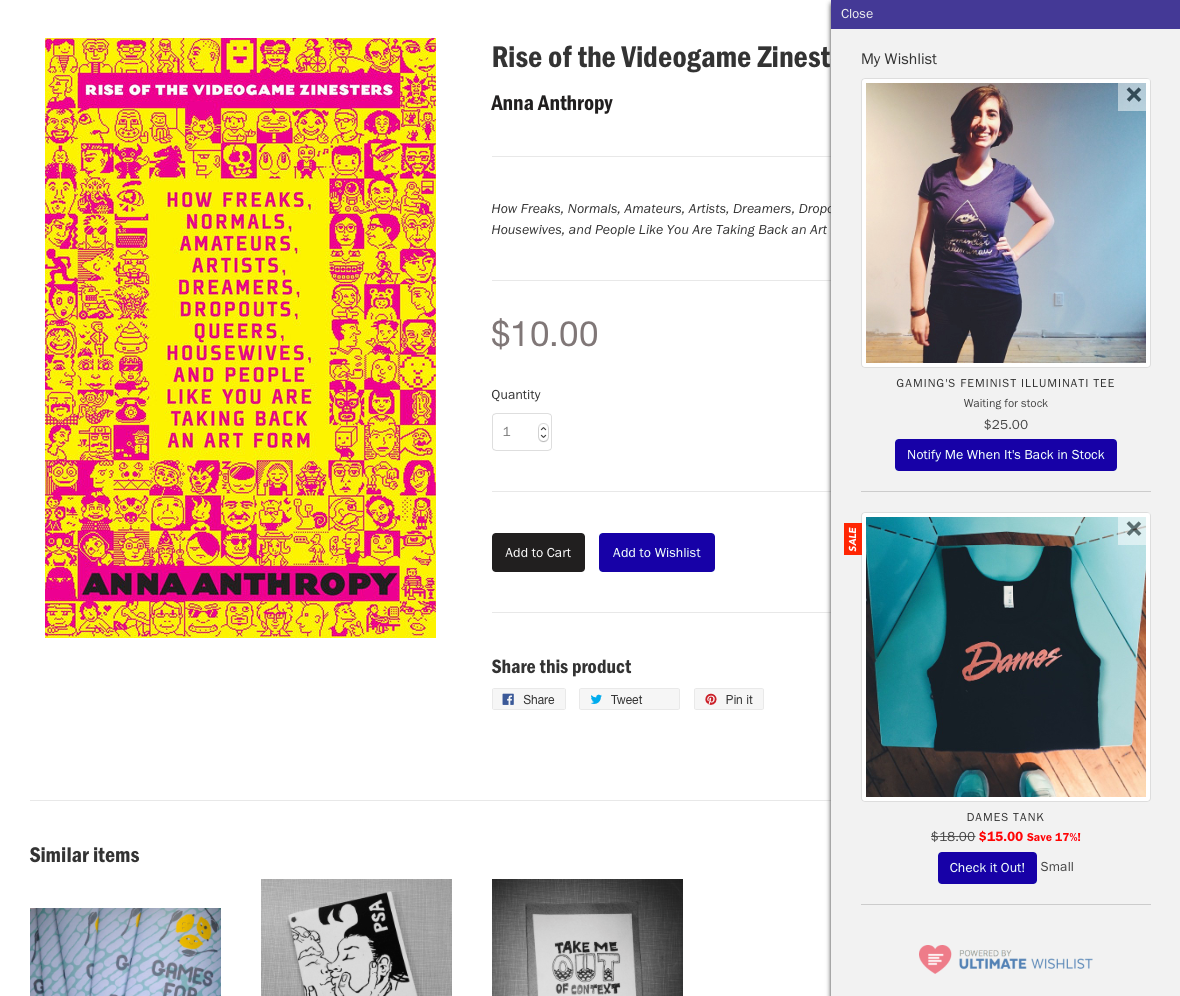 RISE OF THE VIDEOGAME ZINESTERS
HOW FREAKS,
NORMALS,
AMATEURS,
ARTISTS,
DREAMERS,
DROPOUTS,
QUEERS,
HOUSEWIVES,
AND PEOPLE
LIKE YOU ARE
TAKING BACK
AN ART FORM
ANNA ANTHROPY
Rise of the Videogame Zinest
Anna Anthropy
How Freaks, Normals, Amateurs, Artists, Dreamers, Dropo
Housewives, and People Like You Are Taking Back an Art
$10.00
Quantity
1
Add to Cart
Add to Wishlist
Share this product
Share
Tweet
Pin it
Similar items
GAMES
FOR
PSA
TAKE ME
OUT
OF CONTEXT
Close
My Wishlist
feminist
illuminati
GAMING'S FEMINIST ILLUMINATI TEE
Waiting for stock
$25.00
Notify Me When It's Back in Stock
SALE
Dames
DAMES TANK
$18.00 $15.00 Save 17%!
Check it Out! Small
POWERED BY
ULTIMATE WISHLIST